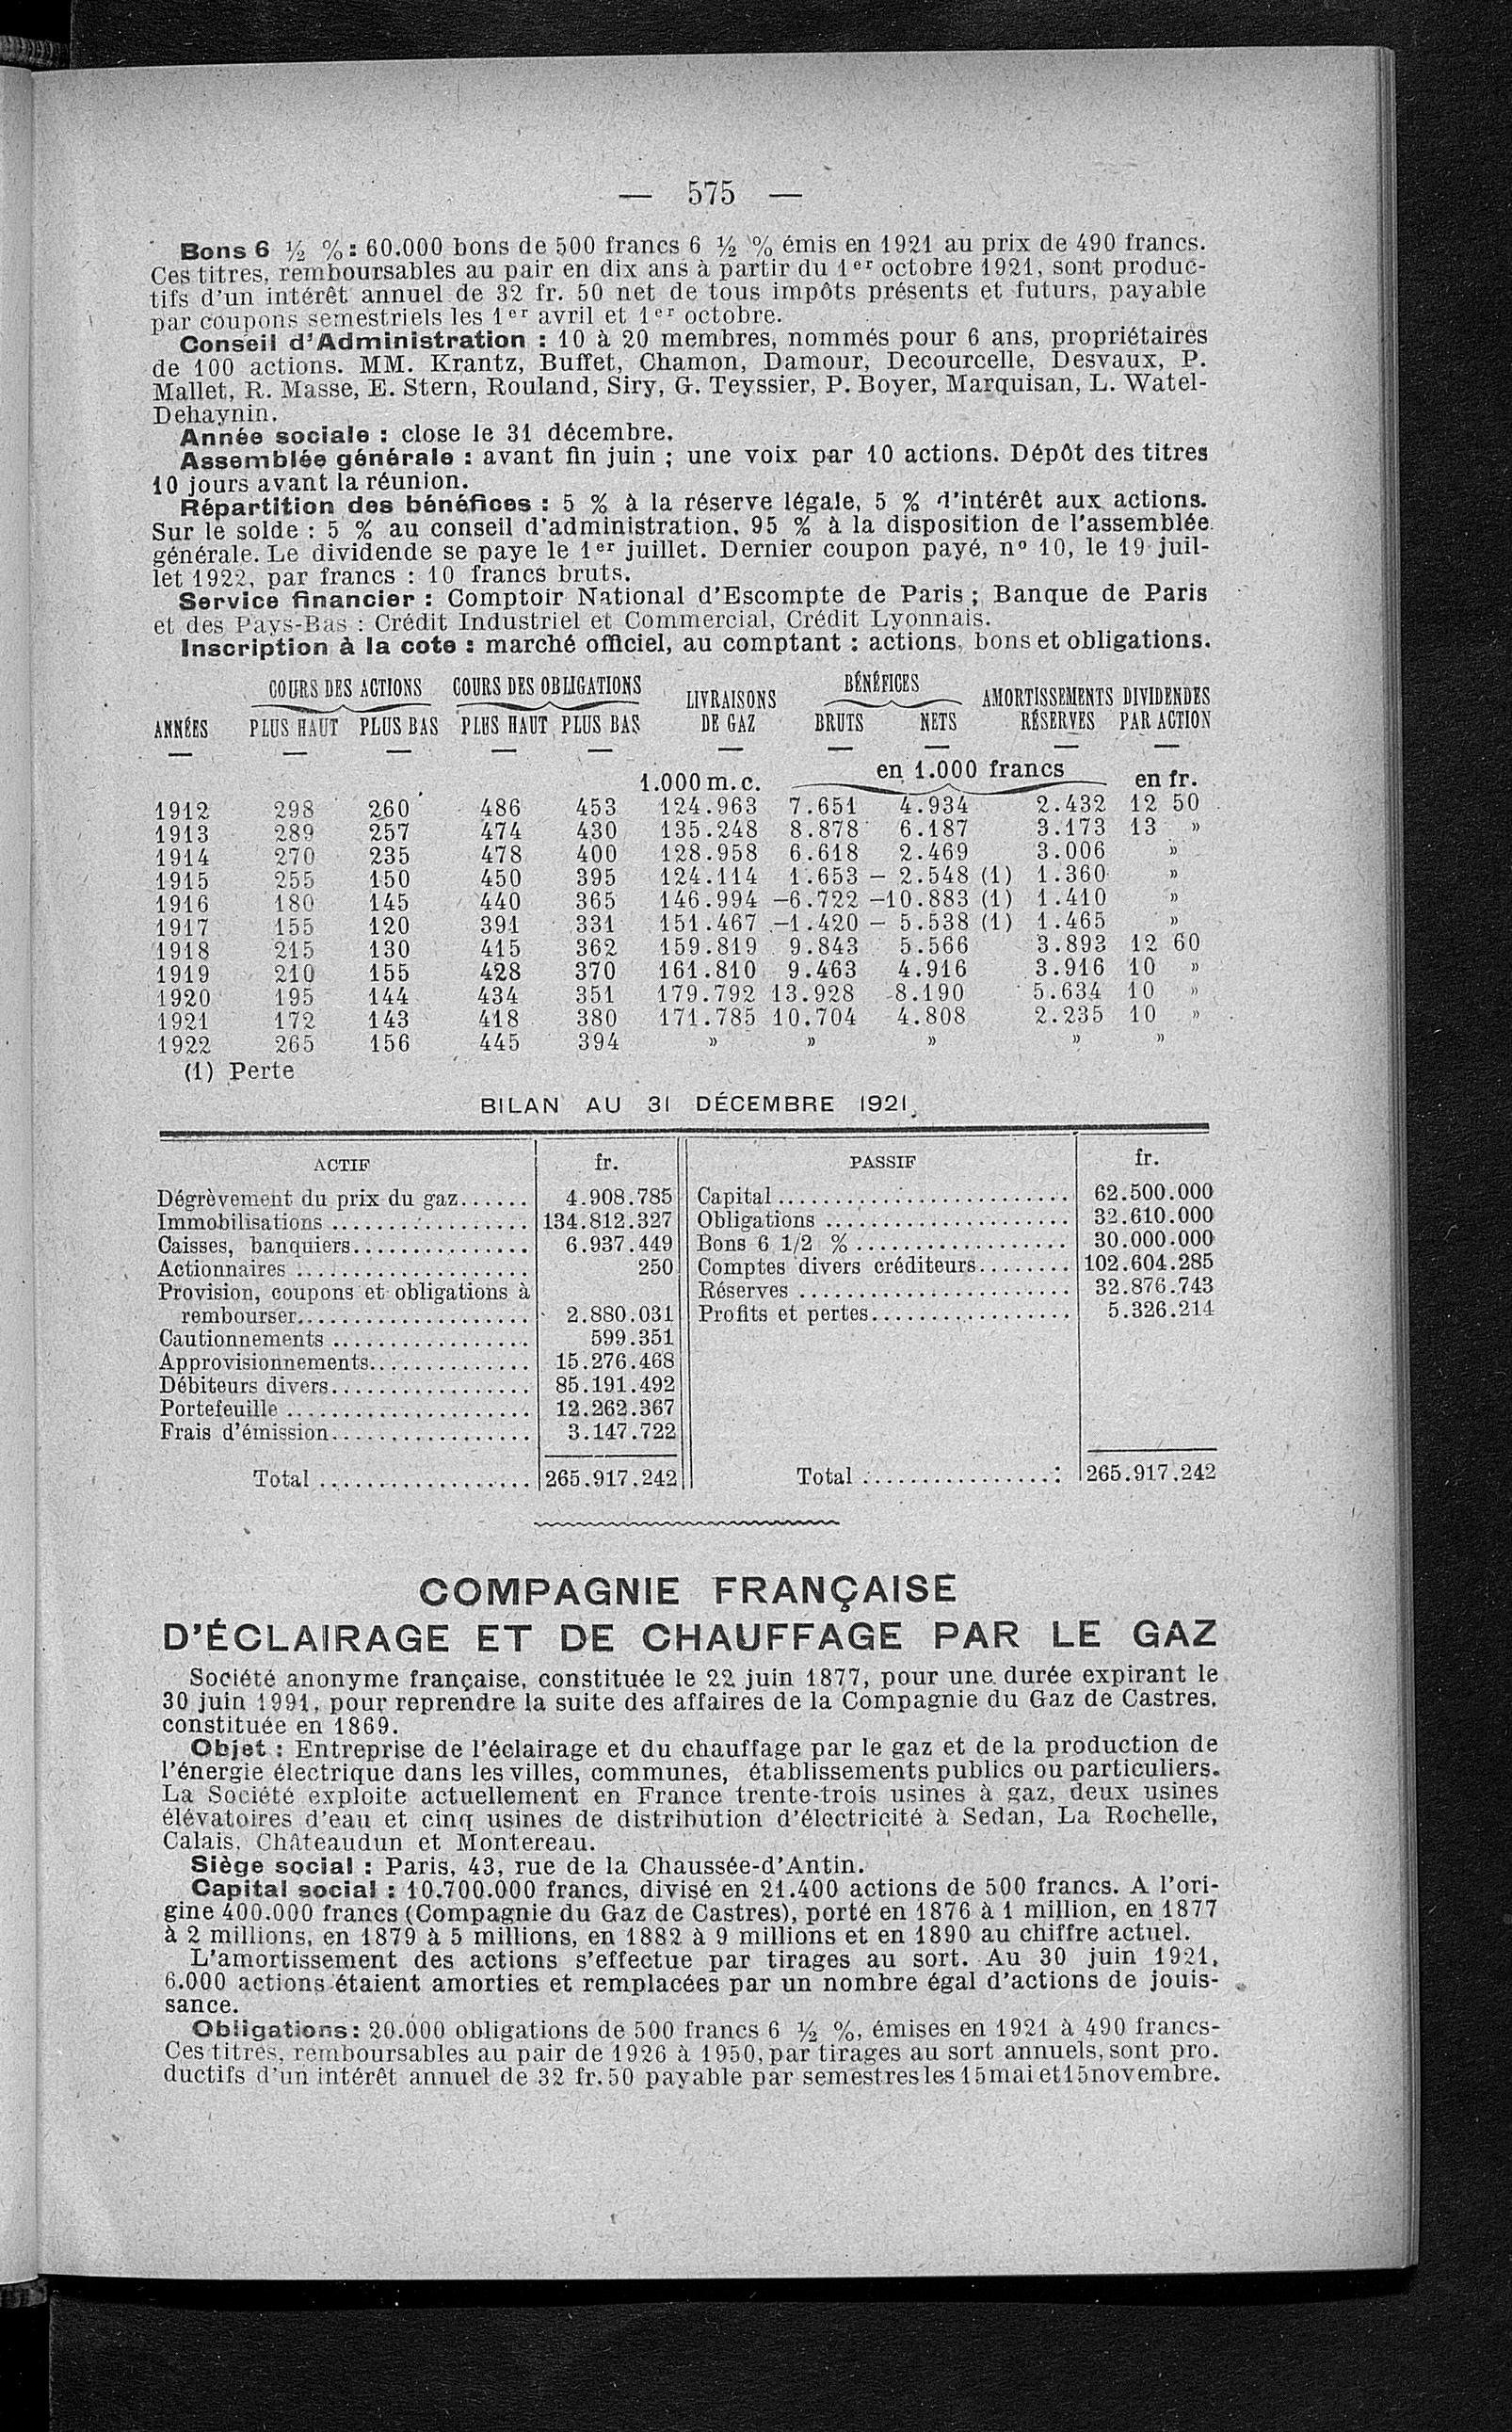 — 575 —
Bons 6 ½ % : 60.000 bons de 500 francs 6 ½ % émis en 1921 au prix de 490 francs.
Ces titres, remboursables au pair en dix ans à partir du 1er octobre 1921, sont produc-
tifs d'un intérêt annuel de 32 fr. 50 net de tous impôts présents et futurs, payable
par coupons semestriels les 1er avril et 1er octobre.
Conseil d'Administration : 10 à 20 membres, nommés pour 6 ans, propriétaires
de 100 actions. MM. Krantz, Buffet, Chamon, Damour, Decourcelle, Desvaux, P.
Mallet, R. Masse, E. Stern, Rouland, Siry, G. Teyssier, P. Boyer, Marquisan, L. Watel-
Dehaynin.
Année sociale : close le 31 décembre.
Assemblée générale : avant fin juin ; une voix par 10 actions. Dépôt des titres
10 jours avant la réunion.
Répartition des bénéfices : 5 % à la réserve légale, 5 % d'intérêt aux actions.
Sur le solde : 5 % au conseil d'administration. 95 % à la disposition de l'assemblée
générale. Le dividende se paye le 1er juillet. Dernier coupon payé, no 10, le 19 juil-
let 1922, par francs : 10 francs bruts.
Service financier : Comptoir National d'Escompte de Paris ; Banque de Paris
et des Pays-Bas : Crédit Industriel et Commercial, Crédit Lyonnais.
Inscription à la cote : marché officiel, au comptant : actions, bons et obligations.
COURS DES ACTIONS COURS DES OBLIGATIONS LIVRAISONS BÉNÉFICES AMORTISSEMENTS DIVIDENDES
ANNÉES PLUS HAUT PLUS BAS PLUS HAUT PLUS BAS DE GAZ BRUTS NETS RÉSERVES PAR ACTION
1.000 m. c. en 1.000 francs en fr.
1912 298 260 486 453 124.963 7.651 4.934 2.432 12 50
1913 289 257 474 430 135.248 8.878 6.187 3.173 13 »
1914 270 235 478 400 128.958 6.618 2.469 3.006 »
1915 255 150 450 395 124.114 1.653 – 2.548 (1) 1.360 »
1916 180 145 440 365 146.994 –6.722 –10.883 (1) 1.410 »
1917 155 120 391 331 151.467 –1.420 – 5.538 (1) 1.465 »
1918 215 130 415 362 159.819 9.843 5.566 3.893 12 60
1919 210 155 428 370 161.810 9.463 4.916 3.916 10 »
1920 195 144 434 351 179.792 13.928 8.190 5.634 10 »
1921 172 143 418 380 171.785 10.704 4.808 2.235 10 »
1922 265 156 445 394 » » » » »
(1) Perte
BILAN AU 31 DÉCEMBRE 1921
ACTIF fr. PASSIF fr.
Dégrèvement du prix du gaz...... 4.908.785 Capital.......................... 62.500.000
Immobilisations .................. 134.812.327 Obligations ...................... 32.610.000
Caisses, banquiers................ 6.937.449 Bons 6 1/2 %................... 30.000.000
Actionnaires ..................... 250 Comptes divers créditeurs........ 102.604.285
Provision, coupons et obligations à Réserves ........................ 32.876.743
rembourser..................... 2.880.031 Profits et pertes.................. 5.326.214
Cautionnements .................. 599.351
Approvisionnements............... 15.276.468
Débiteurs divers.................. 85.191.492
Portefeuille ...................... 12.262.367
Frais d'émission.................. 3.147.722
Total ................... 265.917.242 Total ................. 265.917.242
COMPAGNIE FRANÇAISE
D'ÉCLAIRAGE ET DE CHAUFFAGE PAR LE GAZ
Société anonyme française, constituée le 22 juin 1877, pour une durée expirant le
30 juin 1991, pour reprendre la suite des affaires de la Compagnie du Gaz de Castres,
constituée en 1869.
Objet : Entreprise de l'éclairage et du chauffage par le gaz et de la production de
l'énergie électrique dans les villes, communes, établissements publics ou particuliers.
La Société exploite actuellement en France trente-trois usines à gaz, deux usines
élévatoires d'eau et cinq usines de distribution d'électricité à Sedan, La Rochelle,
Calais, Châteaudun et Montereau.
Siège social : Paris, 43, rue de la Chaussée-d'Antin.
Capital social : 10.700.000 francs, divisé en 21.400 actions de 500 francs. A l'ori-
gine 400.000 francs (Compagnie du Gaz de Castres), porté en 1876 à 1 million, en 1877
à 2 millions, en 1879 à 5 millions, en 1882 à 9 millions et en 1890 au chiffre actuel.
L'amortissement des actions s'effectue par tirages au sort. Au 30 juin 1921,
6.000 actions étaient amorties et remplacées par un nombre égal d'actions de jouis-
sance.
Obligations : 20.000 obligations de 500 francs 6 ½ %, émises en 1921 à 490 francs-
Ces titres, remboursables au pair de 1926 à 1950, par tirages au sort annuels, sont pro.
ductifs d'un intérêt annuel de 32 fr. 50 payable par semestres les 15 mai et 15 novembre.